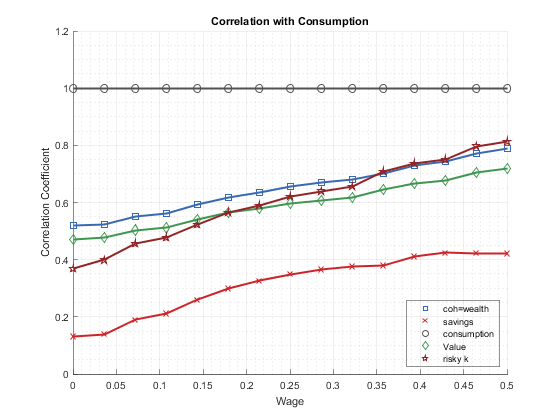 Correlation with Consumption
1.2
1
0.8
0.6
0.4
0.2
0
Correlation Coefficient
0 0.05 0.1 0.15 0.2 0.25 0.3 0.35 0.4 0.45 0.5
Wage
coh=wealth
savings
consumption
Value
risky k